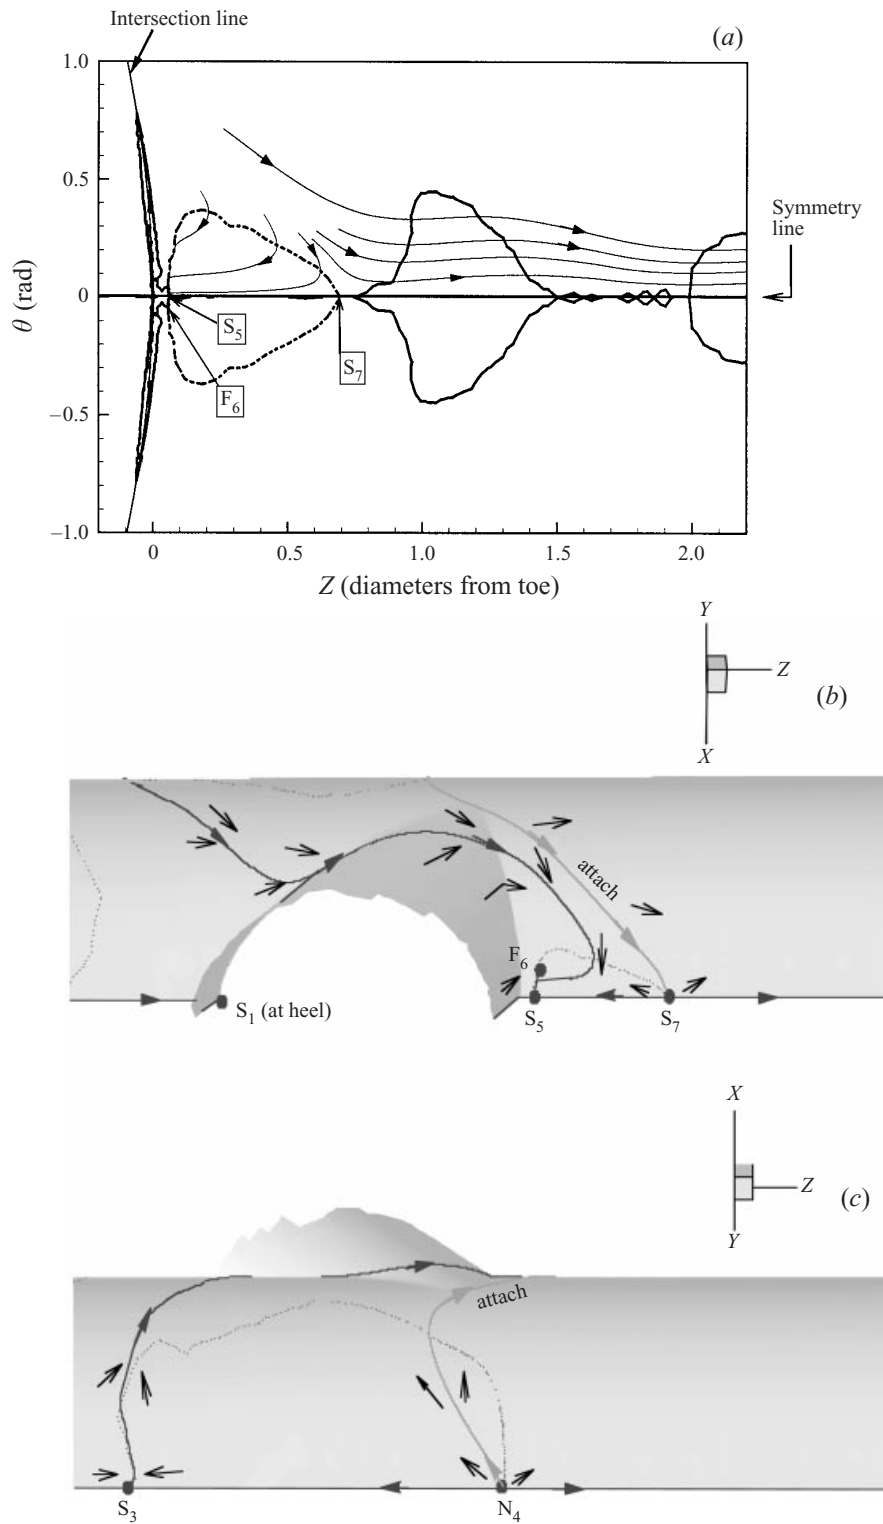 Intersection line
(a)
1.0
0.5
0
−0.5
−1.0
θ (rad)
Symmetry line
S5
S7
F6
0
0.5
1.0
1.5
2.0
Z (diameters from toe)
Y
Z
X
(b)
attach
F6
S1 (at heel)
S5
S7
X
Z
Y
(c)
attach
S3
N4